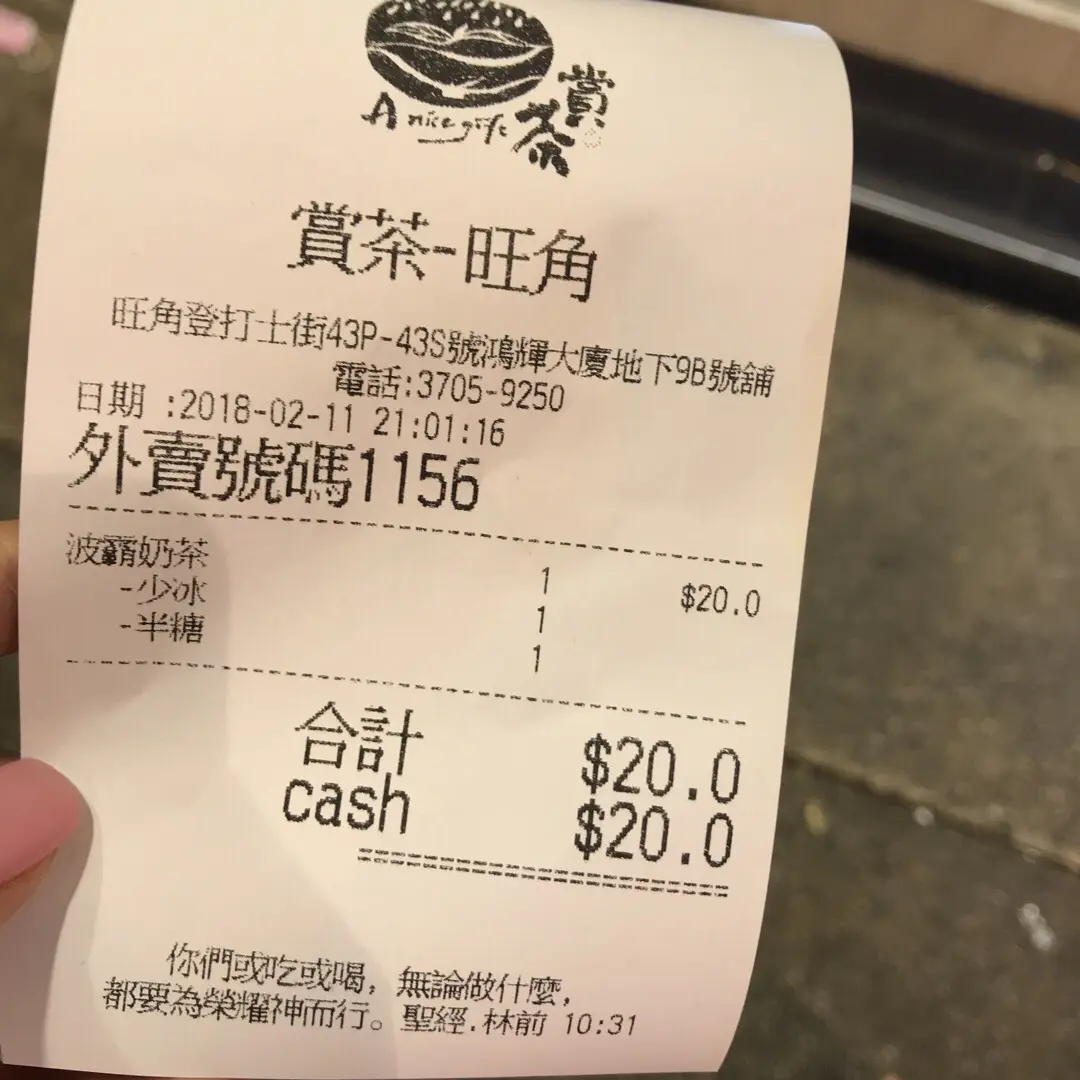 A nice gift
賞茶
賞茶-旺角
旺角登打士街43P-43S號鴻輝大廈地下9B號舖
電話:3705-9250
日期 :2018-02-11 21:01:16
外賣號碼1156
波霸奶茶 1 $20.0
-少冰 1
-半糖 1
合計 $20.0
cash $20.0
你們或吃或喝，無論做什麼，
都要為榮耀神而行。聖經.林前 10:31